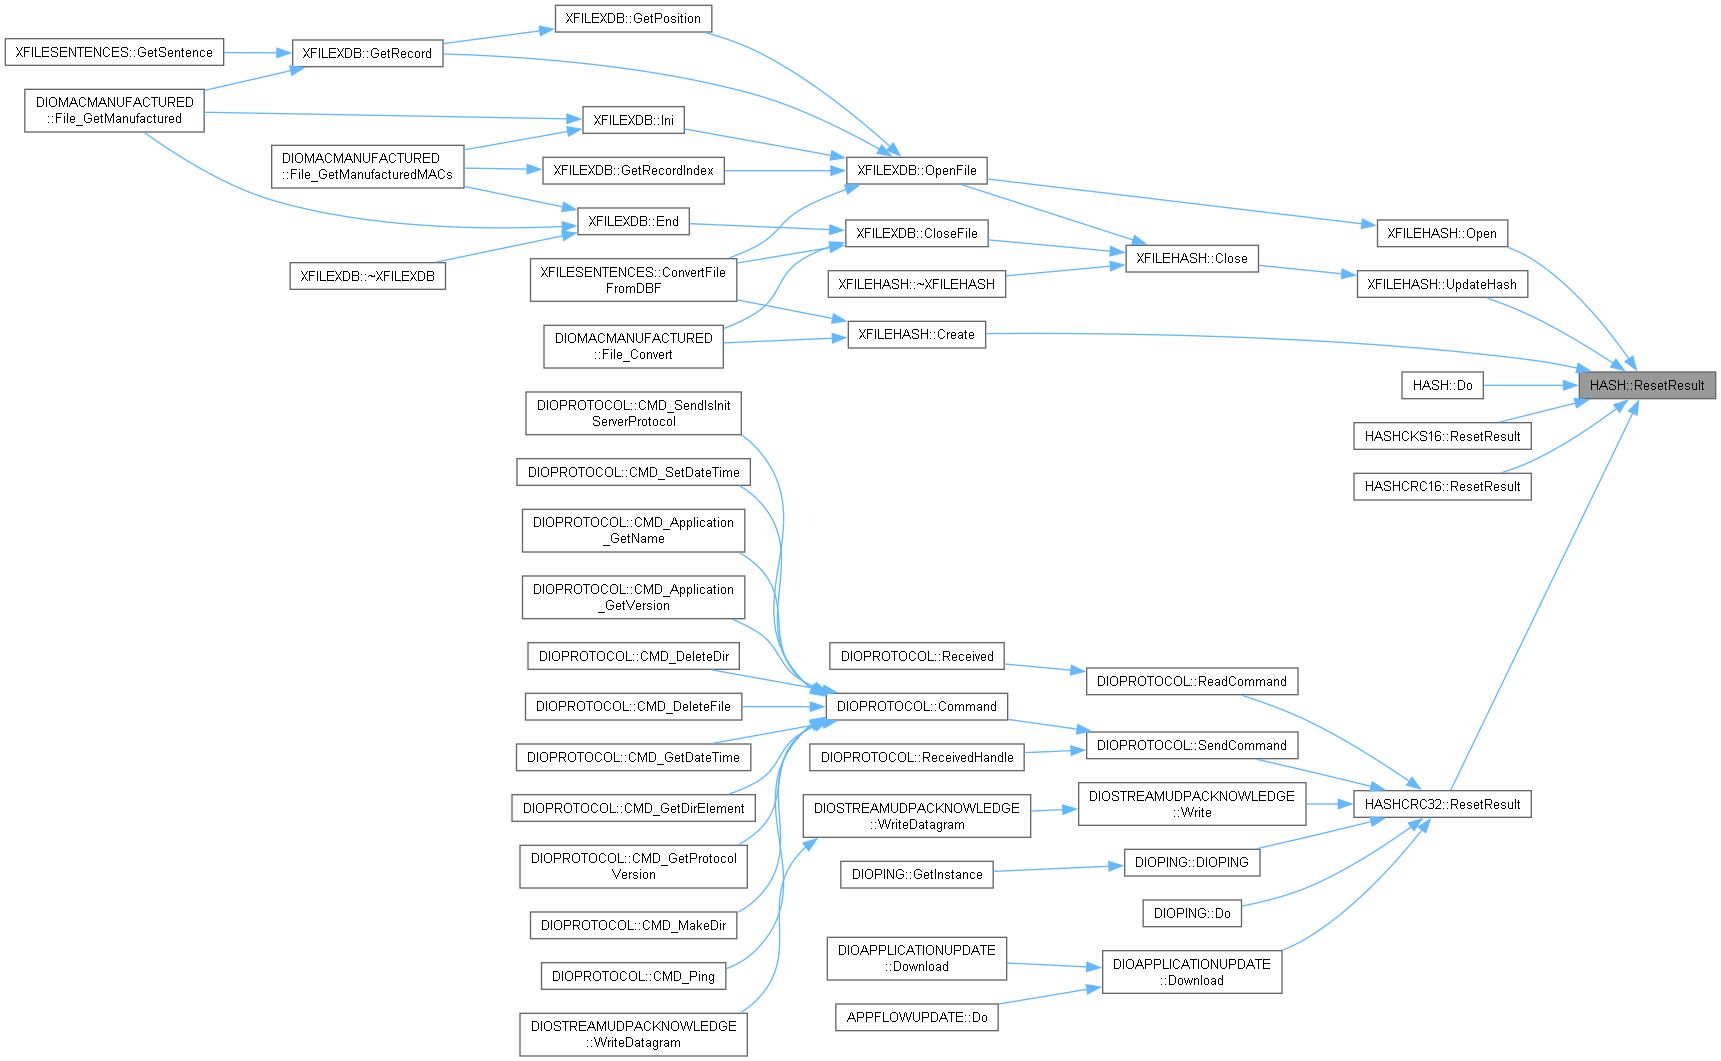 XFILEXDB::GetPosition
XFILESENTENCES::GetSentence
XFILEXDB::GetRecord
DIOMACMANUFACTURED
::File_GetManufactured
XFILEXDB::Ini
DIOMACMANUFACTURED
::File_GetManufacturedMACs
XFILEXDB::GetRecordIndex
XFILEXDB::OpenFile
XFILEXDB::End
XFILEXDB::CloseFile
XFILEHASH::Open
XFILEXDB::~XFILEXDB
XFILESENTENCES::ConvertFile
FromDBF
XFILEHASH::~XFILEHASH
XFILEHASH::Close
XFILEHASH::UpdateHash
DIOMACMANUFACTURED
::File_Convert
XFILEHASH::Create
HASH::Do
HASH::ResetResult
HASHCKS16::ResetResult
HASHCRC16::ResetResult
DIOPROTOCOL::CMD_SendIsInit
ServerProtocol
DIOPROTOCOL::CMD_SetDateTime
DIOPROTOCOL::CMD_Application
_GetName
DIOPROTOCOL::CMD_Application
_GetVersion
DIOPROTOCOL::CMD_DeleteDir
DIOPROTOCOL::Received
DIOPROTOCOL::ReadCommand
DIOPROTOCOL::CMD_DeleteFile
DIOPROTOCOL::Command
DIOPROTOCOL::CMD_GetDateTime
DIOPROTOCOL::ReceivedHandle
DIOPROTOCOL::SendCommand
DIOPROTOCOL::CMD_GetDirElement
DIOSTREAMUDPACKNOWLEDGE
::WriteDatagram
DIOSTREAMUDPACKNOWLEDGE
::Write
HASHCRC32::ResetResult
DIOPROTOCOL::CMD_GetProtocol
Version
DIOPING::GetInstance
DIOPING::DIOPING
DIOPROTOCOL::CMD_MakeDir
DIOPING::Do
DIOPROTOCOL::CMD_Ping
DIOAPPLICATIONUPDATE
::Download
DIOAPPLICATIONUPDATE
::Download
DIOSTREAMUDPACKNOWLEDGE
::WriteDatagram
APPFLOWUPDATE::Do